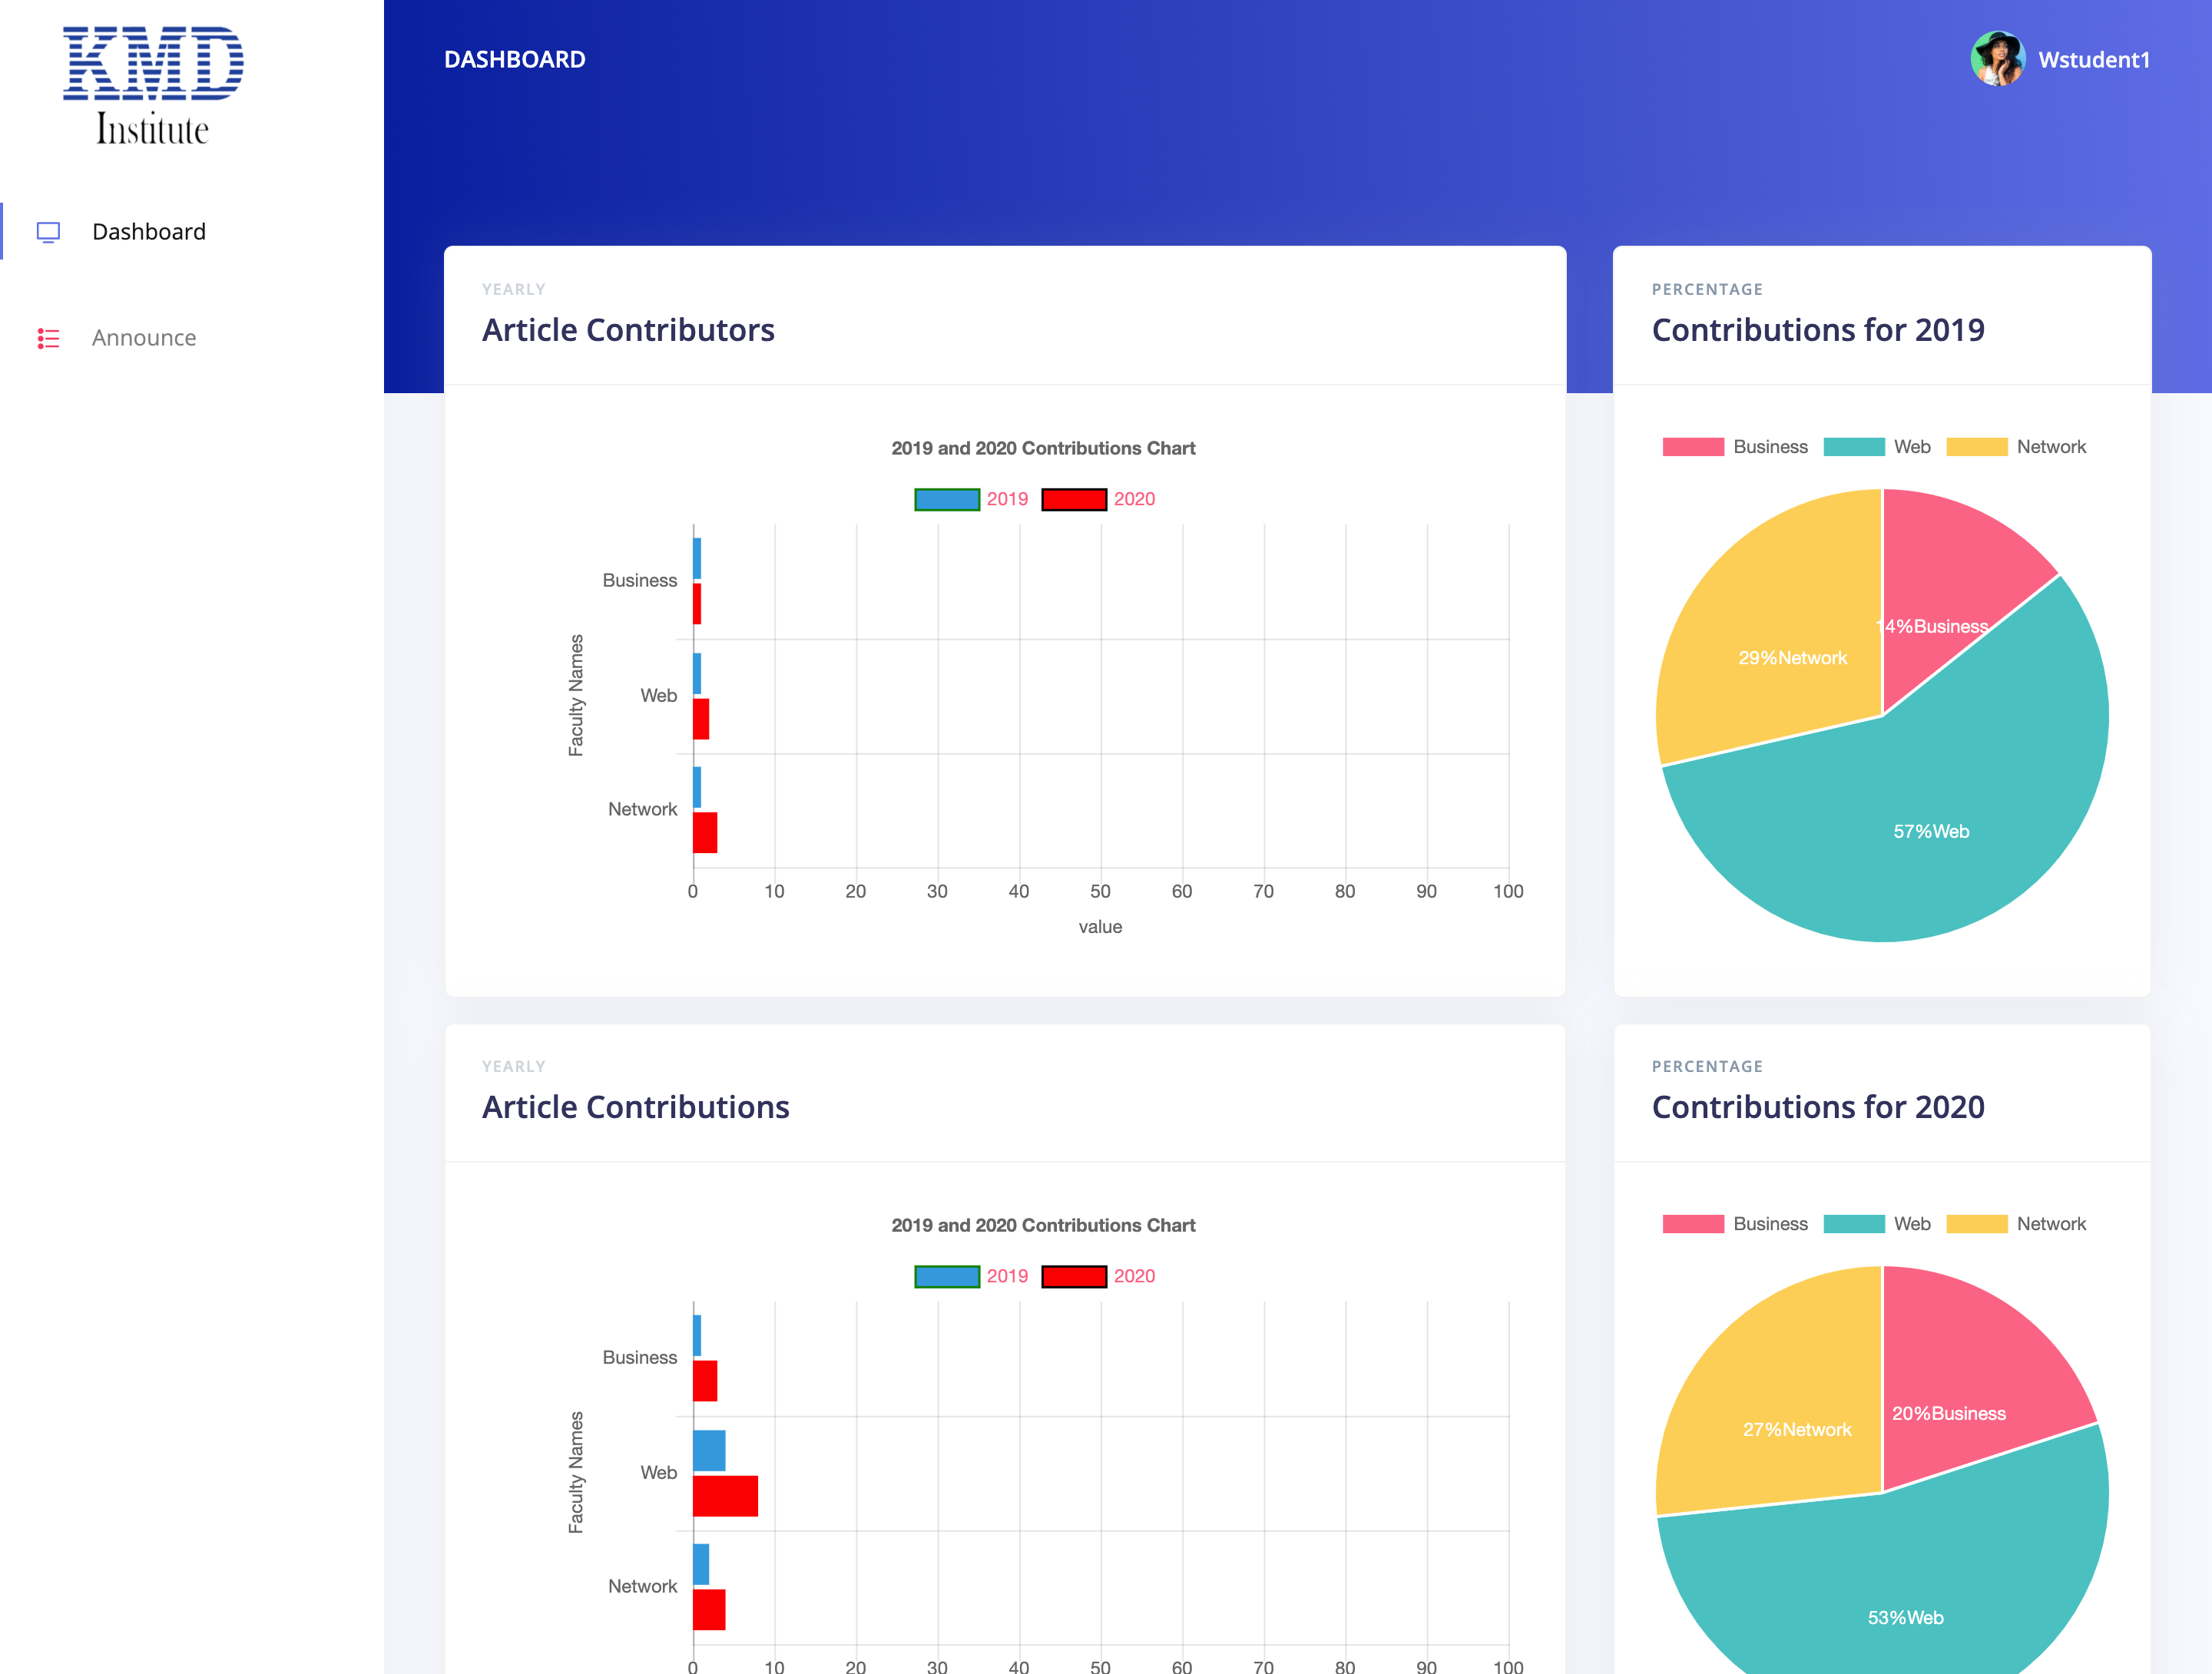 KMD
Institute
Dashboard
Announce
DASHBOARD
Wstudent1
YEARLY
Article Contributors
2019 and 2020 Contributions Chart
2019 2020
Faculty Names
Business
Web
Network
0 10 20 30 40 50 60 70 80 90 100
value
PERCENTAGE
Contributions for 2019
Business Web Network
14%Business
29%Network
57%Web
YEARLY
Article Contributions
2019 and 2020 Contributions Chart
2019 2020
Faculty Names
Business
Web
Network
0 10 20 30 40 50 60 70 80 90 100
PERCENTAGE
Contributions for 2020
Business Web Network
20%Business
27%Network
53%Web